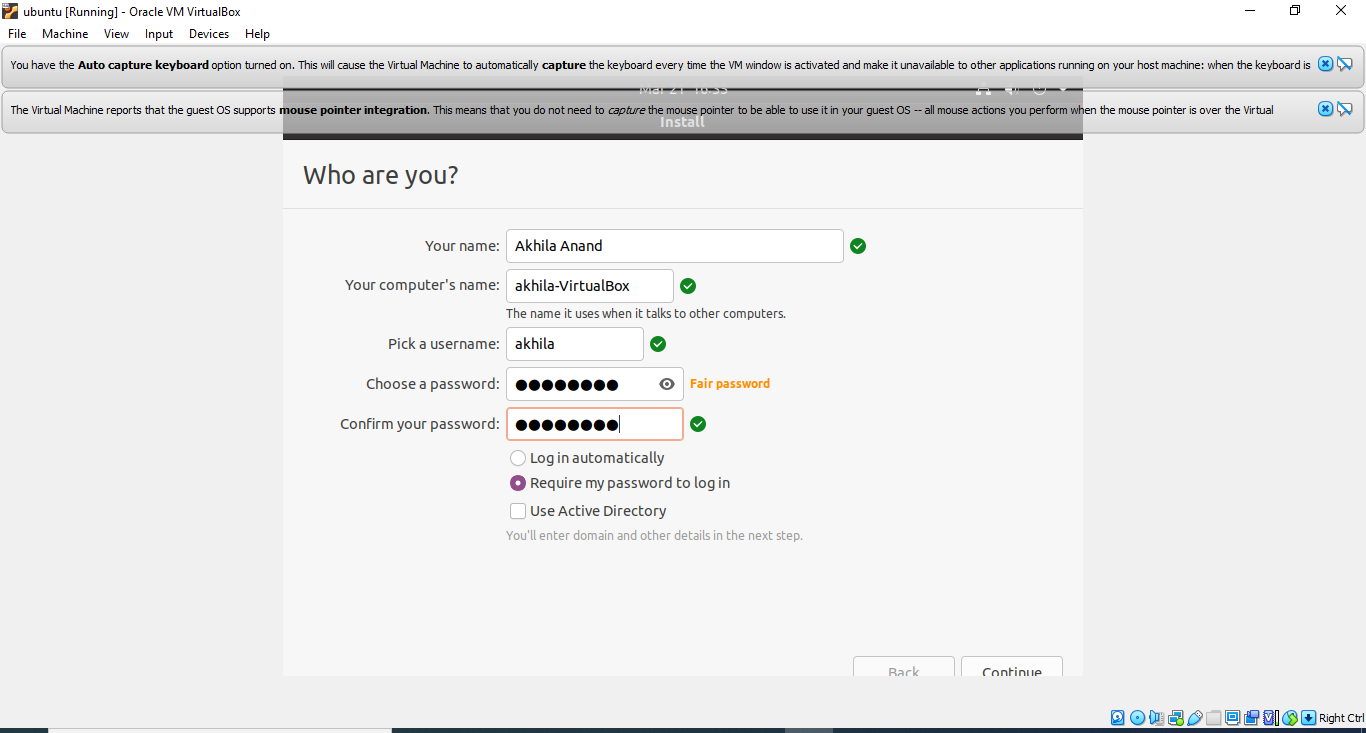 ubuntu [Running] - Oracle VM VirtualBox
File Machine View Input Devices Help
You have the Auto capture keyboard option turned on. This will cause the Virtual Machine to automatically capture the keyboard every time the VM window is activated and make it unavailable to other applications running on your host machine: when the keyboard is
Mar 21 16:55
The Virtual Machine reports that the guest OS supports mouse pointer integration. This means that you do not need to capture the mouse pointer to be able to use it in your guest OS -- all mouse actions you perform when the mouse pointer is over the Virtual
Install
Who are you?
Your name: Akhila Anand
Your computer's name: akhila-VirtualBox
The name it uses when it talks to other computers.
Pick a username: akhila
Choose a password: ●●●●●●●● Fair password
Confirm your password: ●●●●●●●●
Log in automatically
Require my password to log in
Use Active Directory
You'll enter domain and other details in the next step.
Back Continue
Right Ctrl